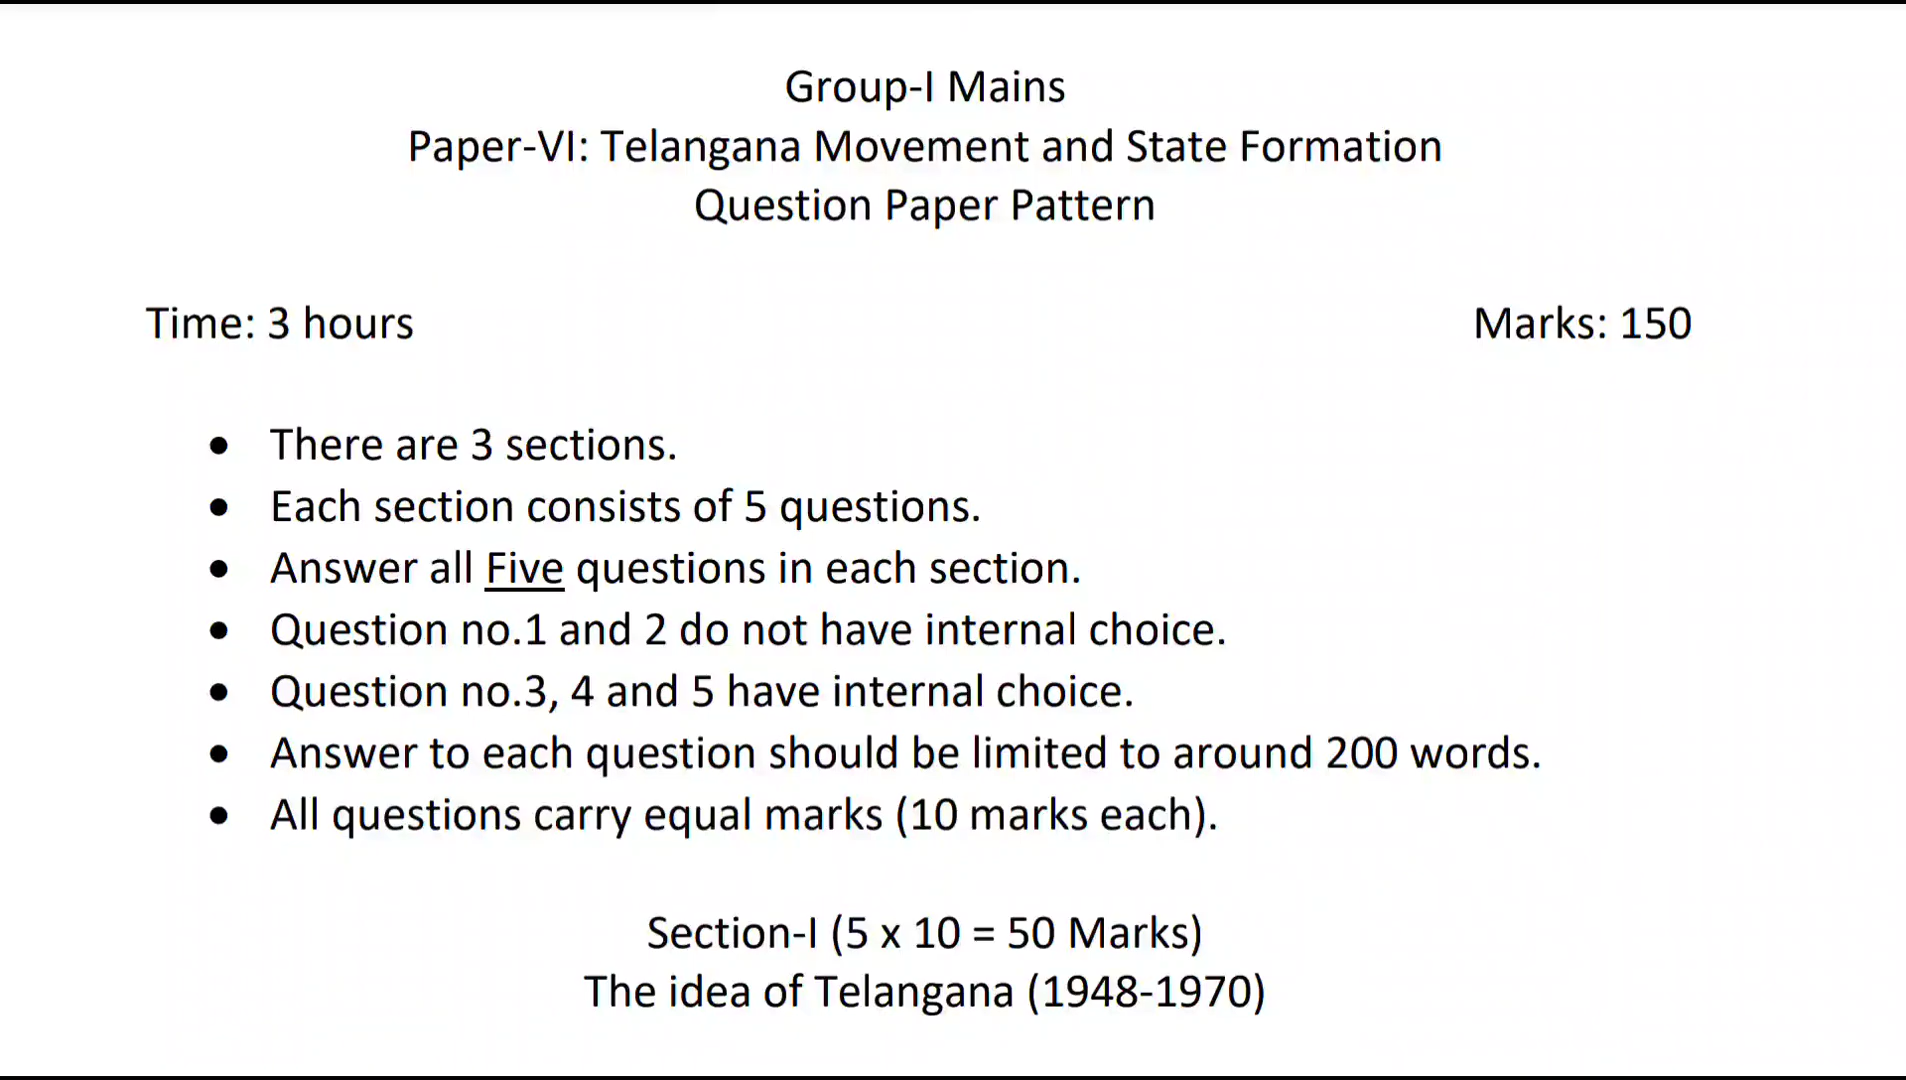 Group-I Mains
Paper-VI: Telangana Movement and State Formation
Question Paper Pattern
Time: 3 hours Marks: 150
• There are 3 sections.
• Each section consists of 5 questions.
• Answer all Five questions in each section.
• Question no.1 and 2 do not have internal choice.
• Question no.3, 4 and 5 have internal choice.
• Answer to each question should be limited to around 200 words.
• All questions carry equal marks (10 marks each).
Section-I (5 x 10 = 50 Marks)
The idea of Telangana (1948-1970)